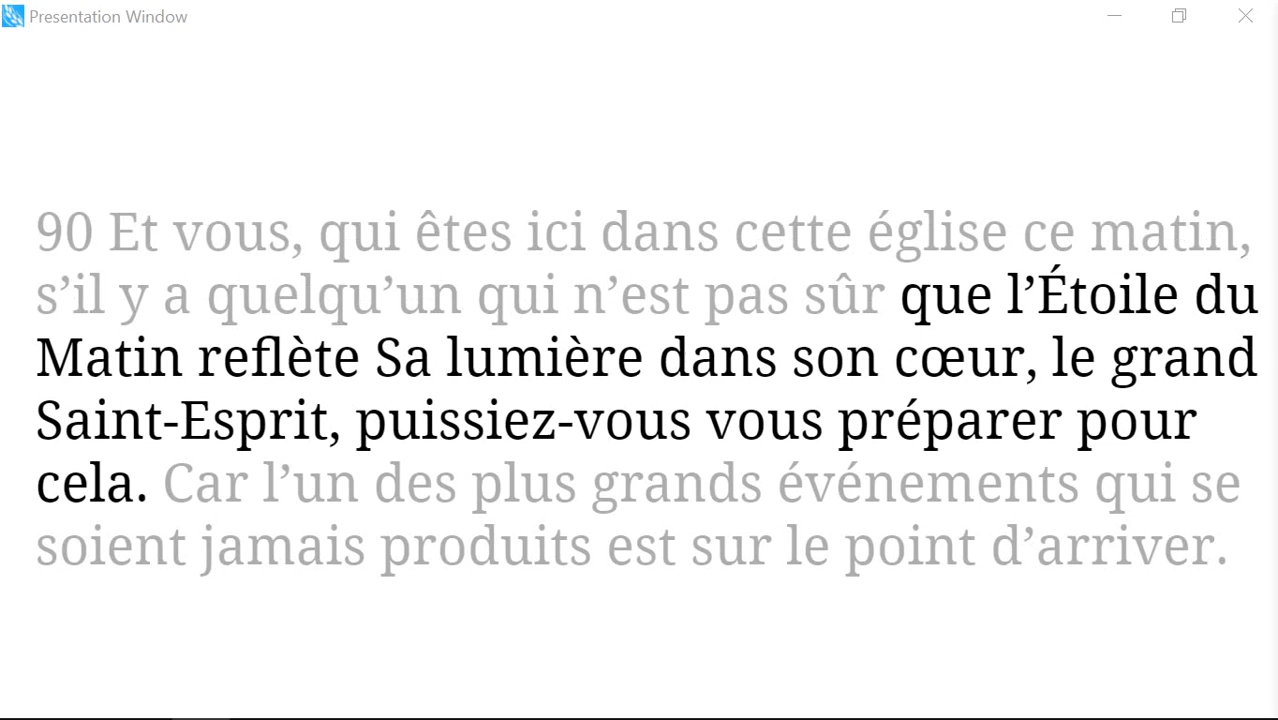 Presentation Window
90 Et vous, qui êtes ici dans cette église ce matin,
s’il y a quelqu’un qui n’est pas sûr que l’Étoile du
Matin reflète Sa lumière dans son cœur, le grand
Saint-Esprit, puissiez-vous vous préparer pour
cela. Car l’un des plus grands événements qui se
soient jamais produits est sur le point d’arriver.